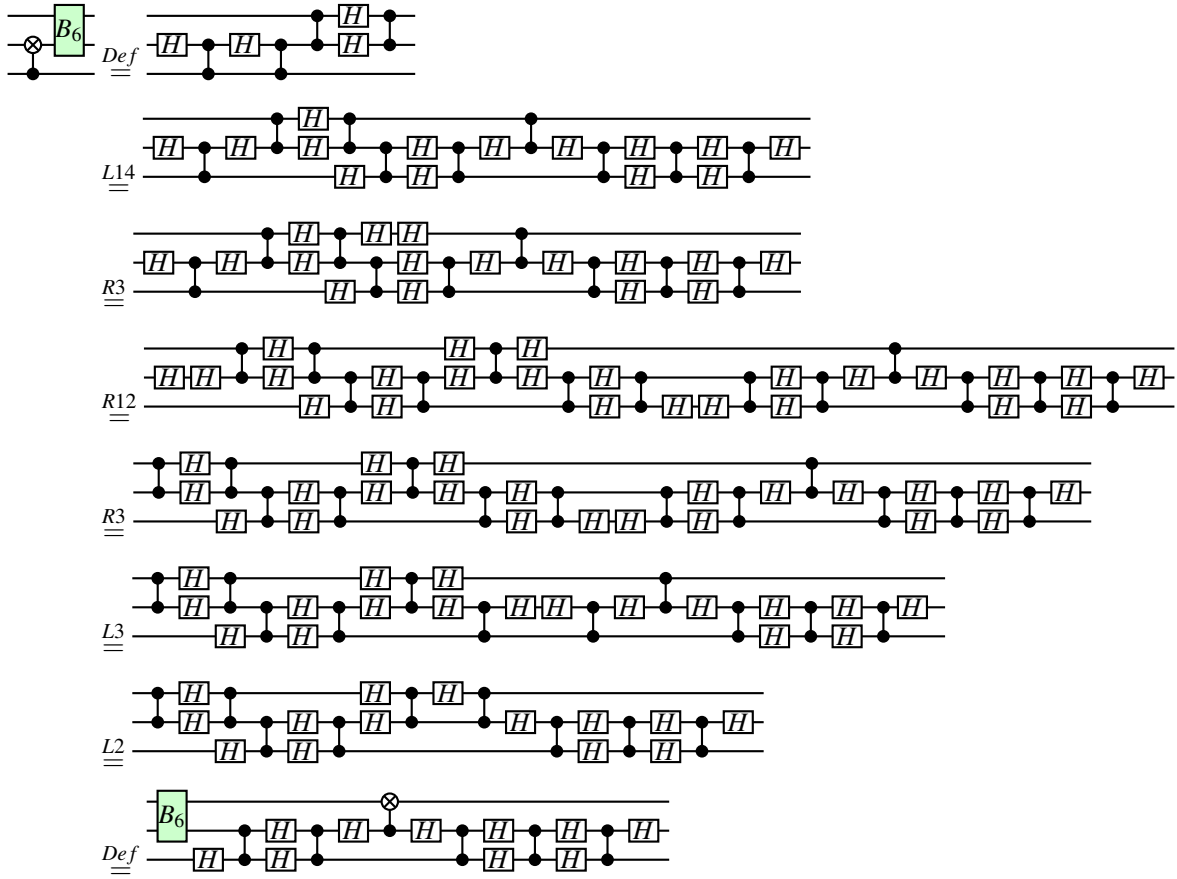 B₆ H
H H H
Def =
H
H H H H H H H H H
L14 = H H H H
H H H
H H H H H H H H H
R3 = H H H H
H H H
H H H H H H H H H H H H H
R12 = H H H H H H H H
H H H
H H H H H H H H H H H
R3 = H H H H H H H H
H H H
H H H H H H H H H H H
L3 = H H H H
H H H
H H H H H H H
L2 = H H H H
B₆
H H H H H H
Def = H H H H